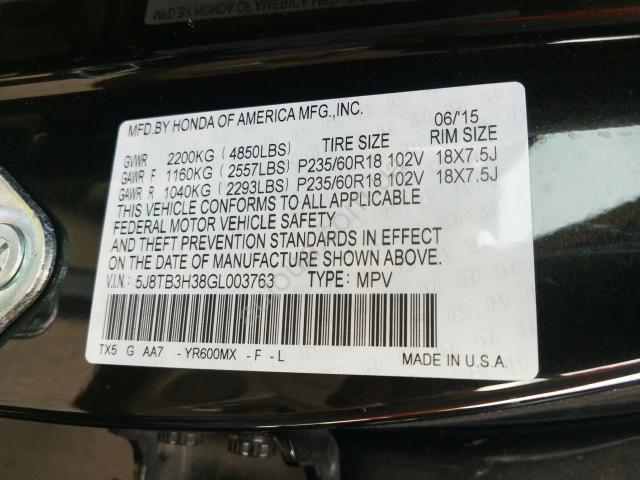 MFD.BY HONDA OF AMERICA MFG.,INC. 06/'15
GVWR 2200KG (4850LBS) TIRE SIZE RIM SIZE
GAWR F 1160KG (2557LBS) P235/60R18 102V 18X7.5J
GAWR R 1040KG (2293LBS) P235/60R18 102V 18X7.5J
THIS VEHICLE CONFORMS TO ALL APPLICABLE
FEDERAL MOTOR VEHICLE SAFETY
AND THEFT PREVENTION STANDARDS IN EFFECT
ON THE DATE OF MANUFACTURE SHOWN ABOVE.
V.I.N.: 5J8TB3H38GL003763 TYPE: MPV
TX5 G AA7 - YR600MX - F - L MADE IN U.S.A.